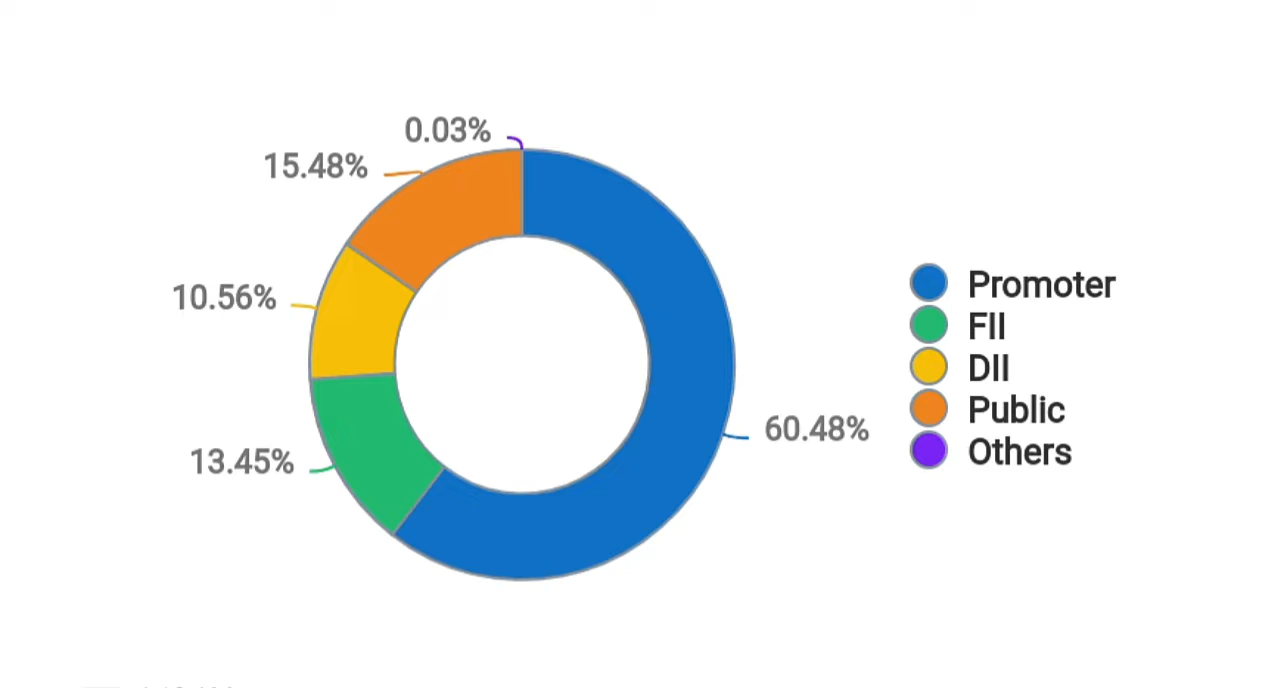 0.03%
15.48%
10.56%
13.45%
60.48%
Promoter
FII
DII
Public
Others